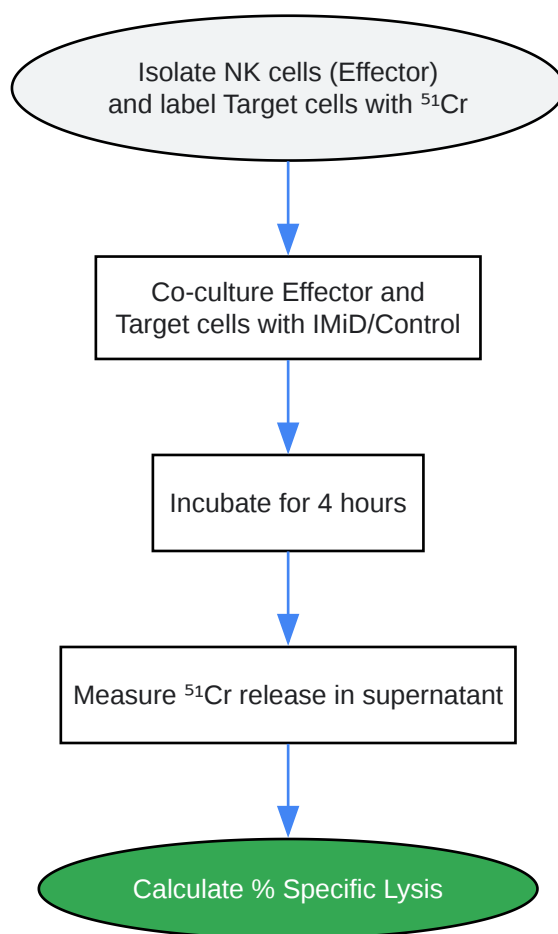 Isolate NK cells (Effector)
and label Target cells with ⁵¹Cr
Co-culture Effector and
Target cells with IMiD/Control
Incubate for 4 hours
Measure ⁵¹Cr release in supernatant
Calculate % Specific Lysis